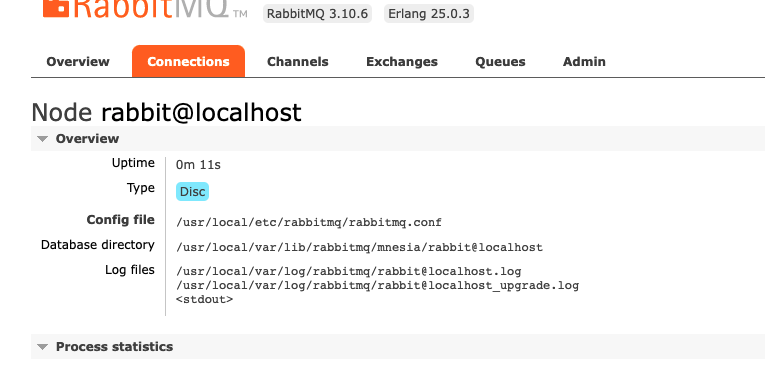 RabbitMQ TM RabbitMQ 3.10.6 Erlang 25.0.3
Overview Connections Channels Exchanges Queues Admin
Node rabbit@localhost
Overview
Uptime 0m 11s
Type Disc
Config file /usr/local/etc/rabbitmq/rabbitmq.conf
Database directory /usr/local/var/lib/rabbitmq/mnesia/rabbit@localhost
Log files /usr/local/var/log/rabbitmq/rabbit@localhost.log
/usr/local/var/log/rabbitmq/rabbit@localhost_upgrade.log
<stdout>
Process statistics